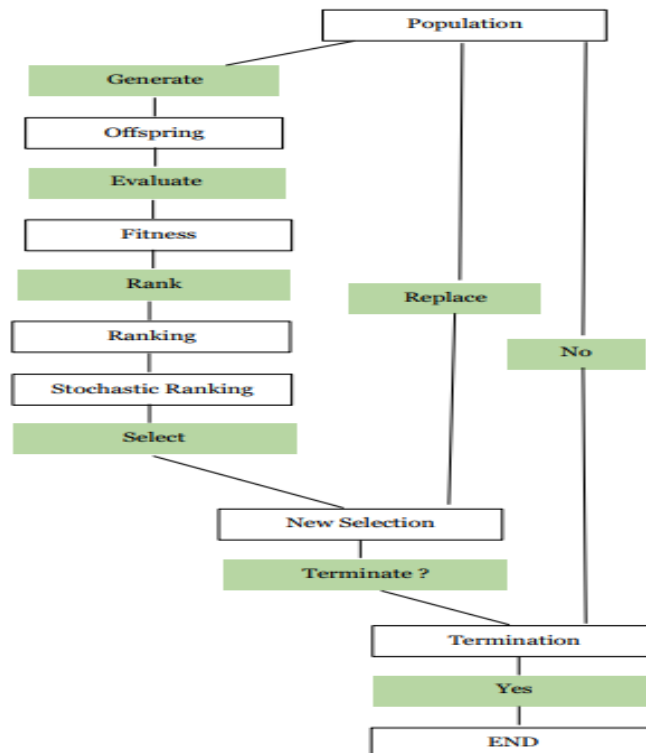 Population
Generate
Offspring
Evaluate
Fitness
Rank
Replace
Ranking
No
Stochastic Ranking
Select
New Selection
Terminate ?
Termination
Yes
END